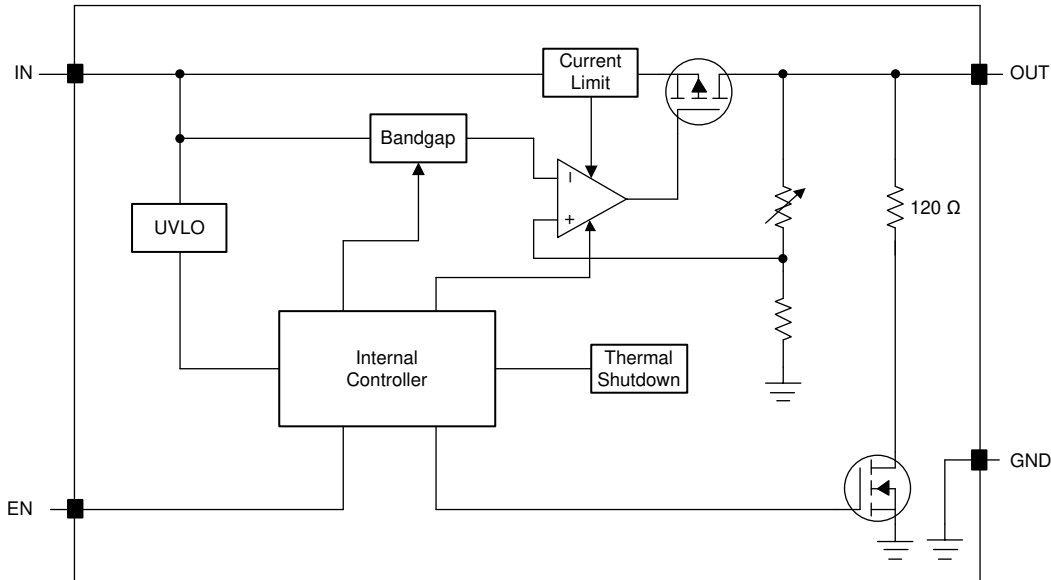 IN
Current
Limit
OUT
Bandgap
−
+
UVLO
120 Ω
Internal
Controller
Thermal
Shutdown
GND
EN